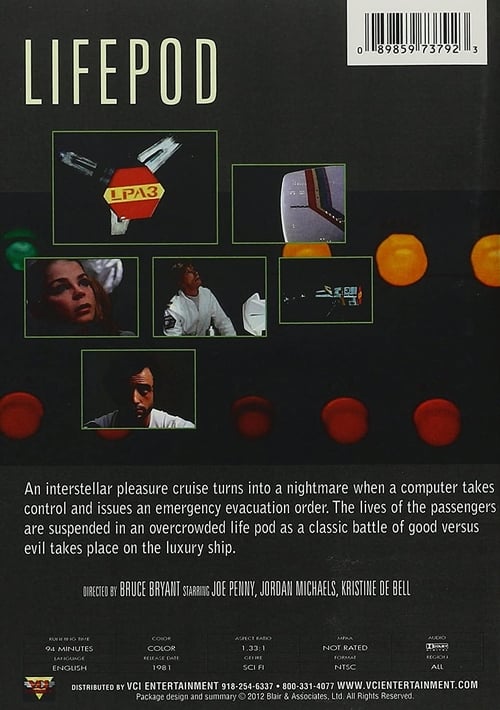 0 89859 73792 3
LIFEPOD
LPA3
An interstellar pleasure cruise turns into a nightmare when a computer takes
control and issues an emergency evacuation order. The lives of the passengers
are suspended in an overcrowded life pod as a classic battle of good versus
evil takes place on the luxury ship.
DIRECTED BY BRUCE BRYANT STARRING JOE PENNY, JORDAN MICHAELS, KRISTINE DE BELL
RUNNING TIME COLOR ASPECT RATIO MPAA AUDIO
94 MINUTES COLOR 1.33:1 NOT RATED
LANGUAGE RELEASE DATE GENRE FORMAT REGION
ENGLISH 1981 SCI FI NTSC ALL
VCI DISTRIBUTED BY VCI ENTERTAINMENT 918-254-6337 • 800-331-4077 WWW.VCIENTERTAINMENT.COM
Package design and summary © 2012 Blair & Associates, Ltd. All Rights Reserved.